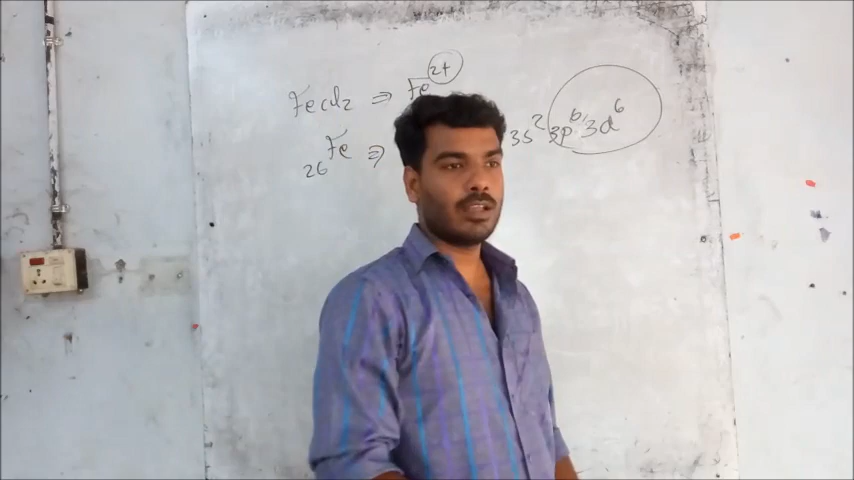 FeCl2 ⇒ Fe²⁺
₂₆Fe ⇒ 3s² 3p⁶ 3d⁶